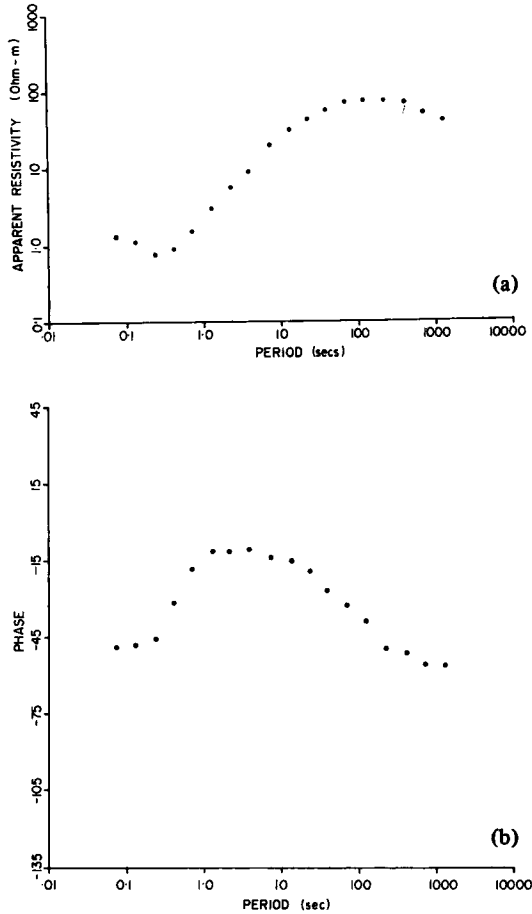 APPARENT RESISTIVITY (Ohm-m)
1000
100
10
1·0
0·1
·01 0·1 1·0 10 100 1000 10000
PERIOD (secs)
(a)
PHASE
45
15
-15
-45
-75
-105
-135
·01 0·1 1·0 10 100 1000 10000
PERIOD (sec)
(b)